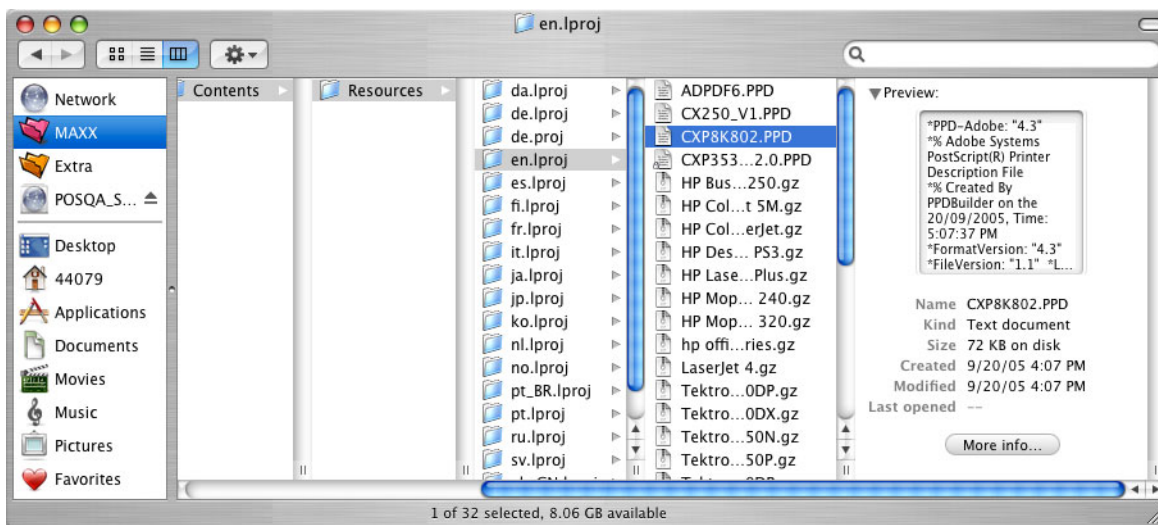 en.lproj
Network
MAXX
Extra
POSQA_S...
Desktop
44079
Applications
Documents
Movies
Music
Pictures
Favorites
Contents
Resources
da.lproj
de.lproj
de.proj
en.lproj
es.lproj
fi.lproj
fr.lproj
it.lproj
ja.lproj
jp.lproj
ko.lproj
nl.lproj
no.lproj
pt_BR.lproj
pt.lproj
ru.lproj
sv.lproj
ADPDF6.PPD
CX250_V1.PPD
CXP8K802.PPD
CXP353...2.0.PPD
HP Bus...250.gz
HP Col...t 5M.gz
HP Col...erJet.gz
HP Des... PS3.gz
HP Lase...Plus.gz
HP Mop... 240.gz
HP Mop... 320.gz
hp offi...ries.gz
LaserJet 4.gz
Tektro...0DP.gz
Tektro...0DX.gz
Tektro...50N.gz
Tektro...50P.gz
Preview:
*PPD-Adobe: "4.3"
*% Adobe Systems
PostScript(R) Printer
Description File
*% Created By
PPDBuilder on the
20/09/2005, Time:
5:07:37 PM
*FormatVersion: "4.3"
*FileVersion: "1.1" *L...
Name CXP8K802.PPD
Kind Text document
Size 72 KB on disk
Created 9/20/05 4:07 PM
Modified 9/20/05 4:07 PM
Last opened --
More info...
1 of 32 selected, 8.06 GB available